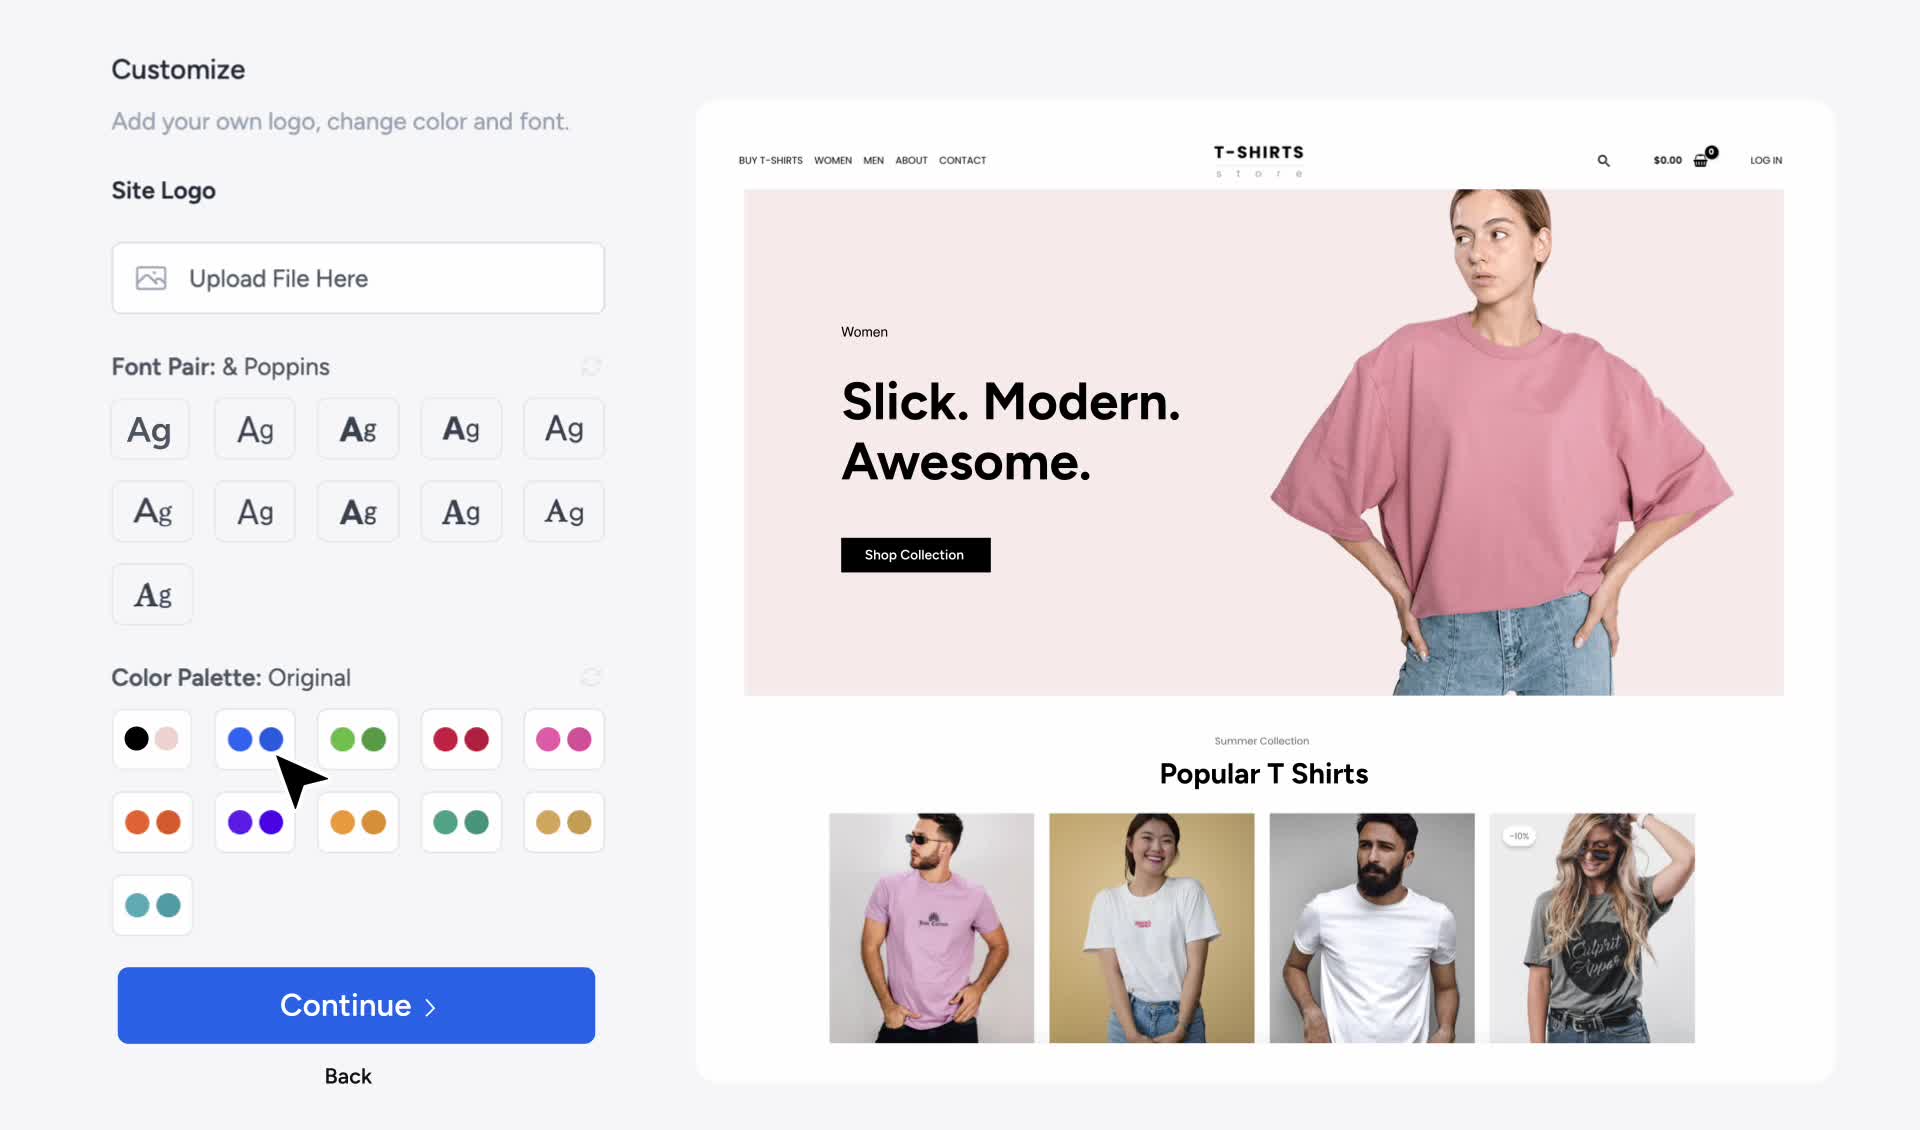 Customize
Add your own logo, change color and font.
Site Logo
Upload File Here
Font Pair: & Poppins
Ag Ag Ag Ag Ag
Ag Ag Ag Ag Ag
Ag
Color Palette: Original
Continue
Back
BUY T-SHIRTS WOMEN MEN ABOUT CONTACT
T-SHIRTS
store
$0.00 0 LOG IN
Women
Slick. Modern.
Awesome.
Shop Collection
Summer Collection
Popular T Shirts
-10%
Culprit